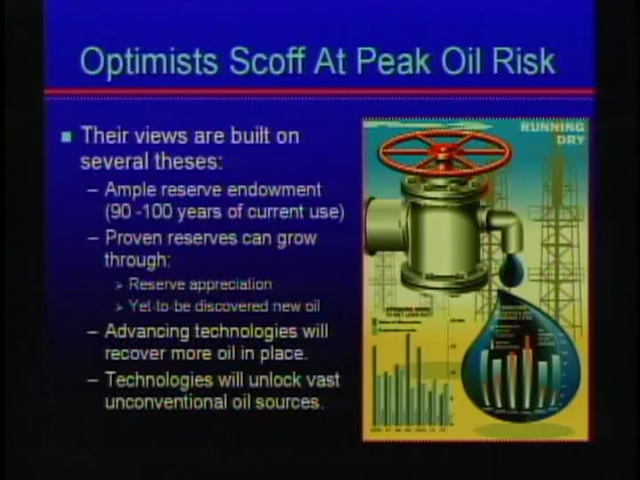 Optimists Scoff At Peak Oil Risk
Their views are built on
several theses:
– Ample reserve endowment
(90 -100 years of current use)
– Proven reserves can grow
through:
Reserve appreciation
Yet-to-be discovered new oil
– Advancing technologies will
recover more oil in place.
– Technologies will unlock vast
unconventional oil sources.
RUNNING
DRY